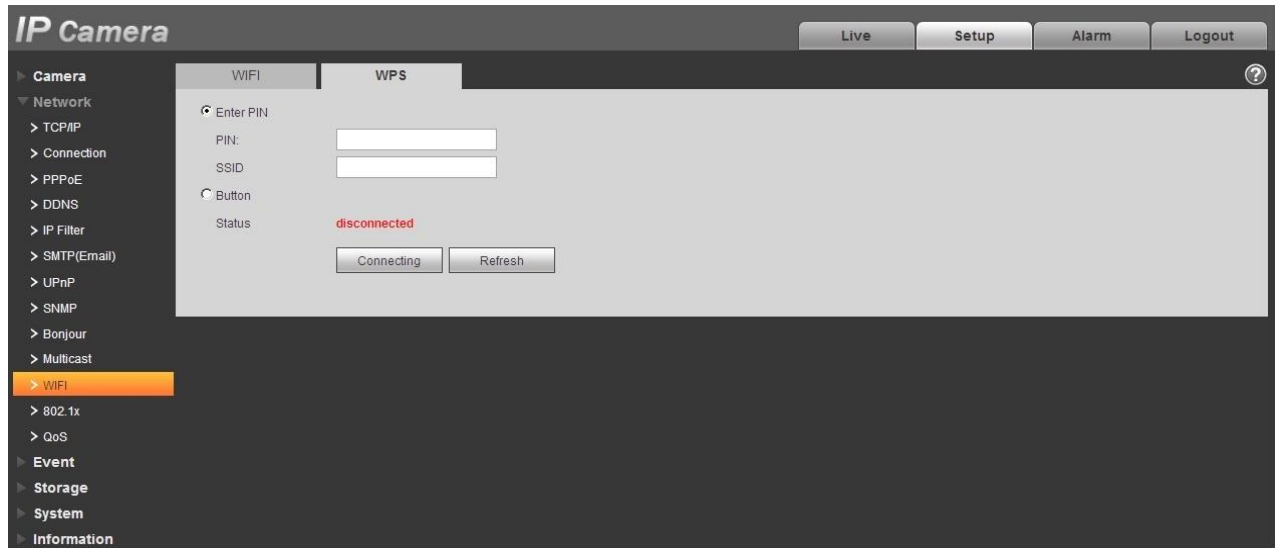 IP Camera
Live Setup Alarm Logout
Camera
Network
> TCP/IP
> Connection
> PPPoE
> DDNS
> IP Filter
> SMTP(Email)
> UPnP
> SNMP
> Bonjour
> Multicast
> WIFI
> 802.1x
> QoS
Event
Storage
System
Information
WIFI WPS
?
Enter PIN
PIN:
SSID
Button
Status disconnected
Connecting Refresh